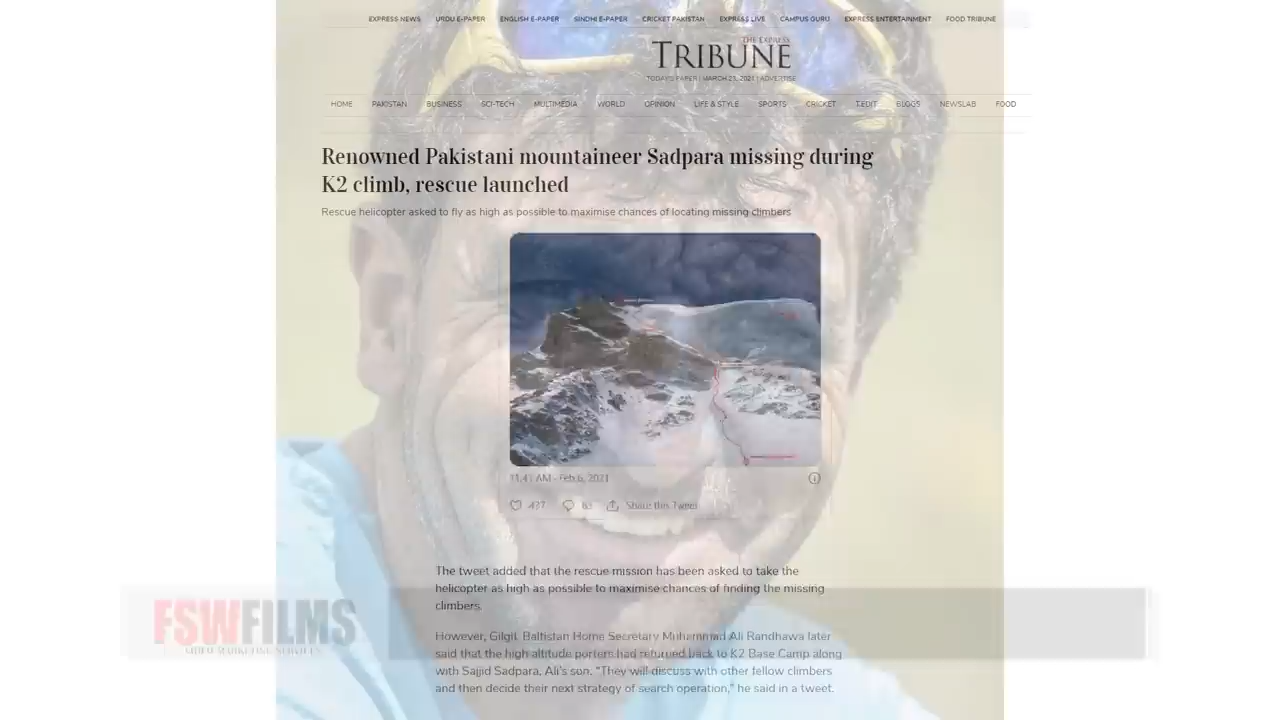 EXPRESS NEWS URDU E-PAPER ENGLISH E-PAPER SINDHI E-PAPER CRICKET PAKISTAN EXPRESS LIVE CAMPUS GURU EXPRESS ENTERTAINMENT FOOD TRIBUNE
THE EXPRESS
TRIBUNE
TODAY'S PAPER | MARCH 23, 2021 | ADVERTISE
HOME PAKISTAN BUSINESS SCI-TECH MULTIMEDIA WORLD OPINION LIFE & STYLE SPORTS CRICKET T.EDIT BLOGS NEWSLAB FOOD
Renowned Pakistani mountaineer Sadpara missing during
K2 climb, rescue launched
Rescue helicopter asked to fly as high as possible to maximise chances of locating missing climbers
AM - Feb 6, 2021
Share this Tweet
The tweet added that the rescue mission has been asked to take the
helicopter as high as possible to maximise chances of finding the missing
climbers.
However, Gilgit Baltistan Home Secretary Muhammad Ali Randhawa later
said that the high altitude porters had returned back to K2 Base Camp along
with Sajjid Sadpara, Ali's son. "They will discuss with other fellow climbers
and then decide their next strategy of search operation," he said in a tweet.
FSWFILMS
VIDEO MARKETING SERVICES